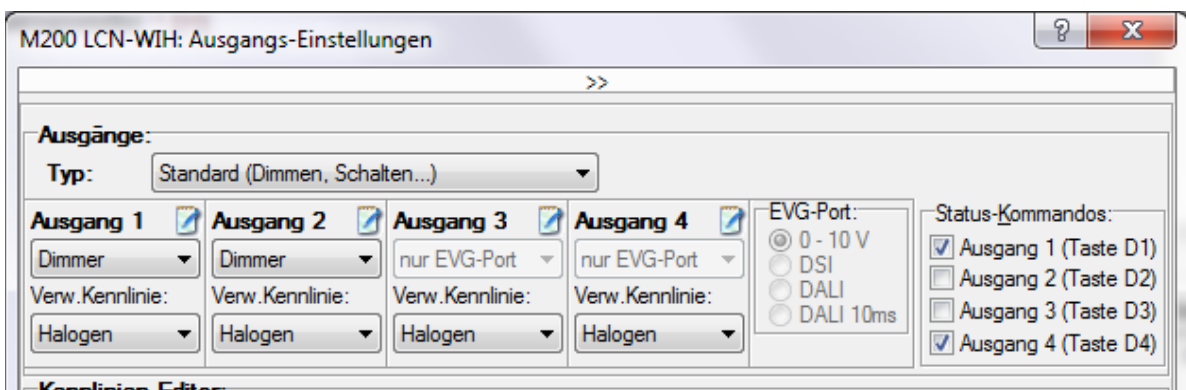 M200 LCN-WIH: Ausgangs-Einstellungen
?
X
>>
Ausgänge:
Typ: Standard (Dimmen, Schalten...)
Ausgang 1 Ausgang 2 Ausgang 3 Ausgang 4
Dimmer Dimmer nur EVG-Port nur EVG-Port
Verw.Kennlinie: Verw.Kennlinie: Verw.Kennlinie: Verw.Kennlinie:
Halogen Halogen Halogen Halogen
EVG-Port:
0 - 10 V
DSI
DALI
DALI 10ms
Status-Kommandos:
Ausgang 1 (Taste D1)
Ausgang 2 (Taste D2)
Ausgang 3 (Taste D3)
Ausgang 4 (Taste D4)
Kennlinien-Editor: